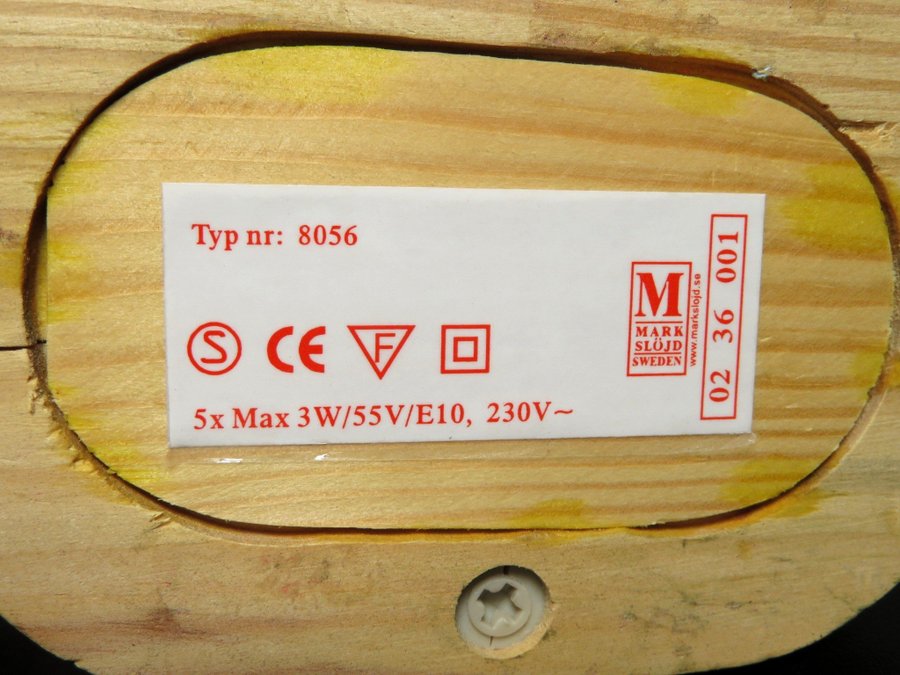 Typ nr: 8056
S
CE
F
5x Max 3W/55V/E10, 230V~
M
MARK
SLÖJD
SWEDEN
www.markslojd.se
02 36 001